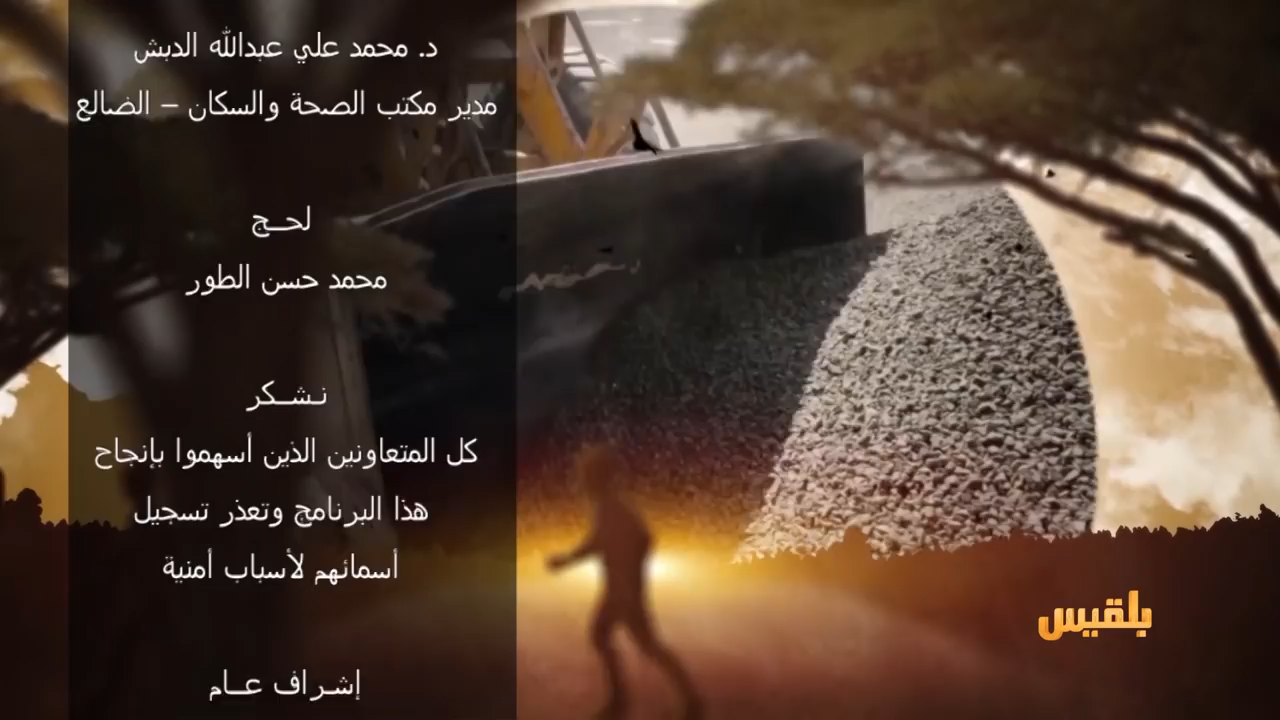 د. محمد علي عبدالله الدبش
مدير مكتب الصحة والسكان – الضالع
لحـج
محمد حسن الطور
نـشـكر
كل المتعاونين الذين أسهموا بإنجاح
هذا البرنامج وتعذر تسجيل
أسمائهم لأسباب أمنية
إشـراف عـام
بلقيس